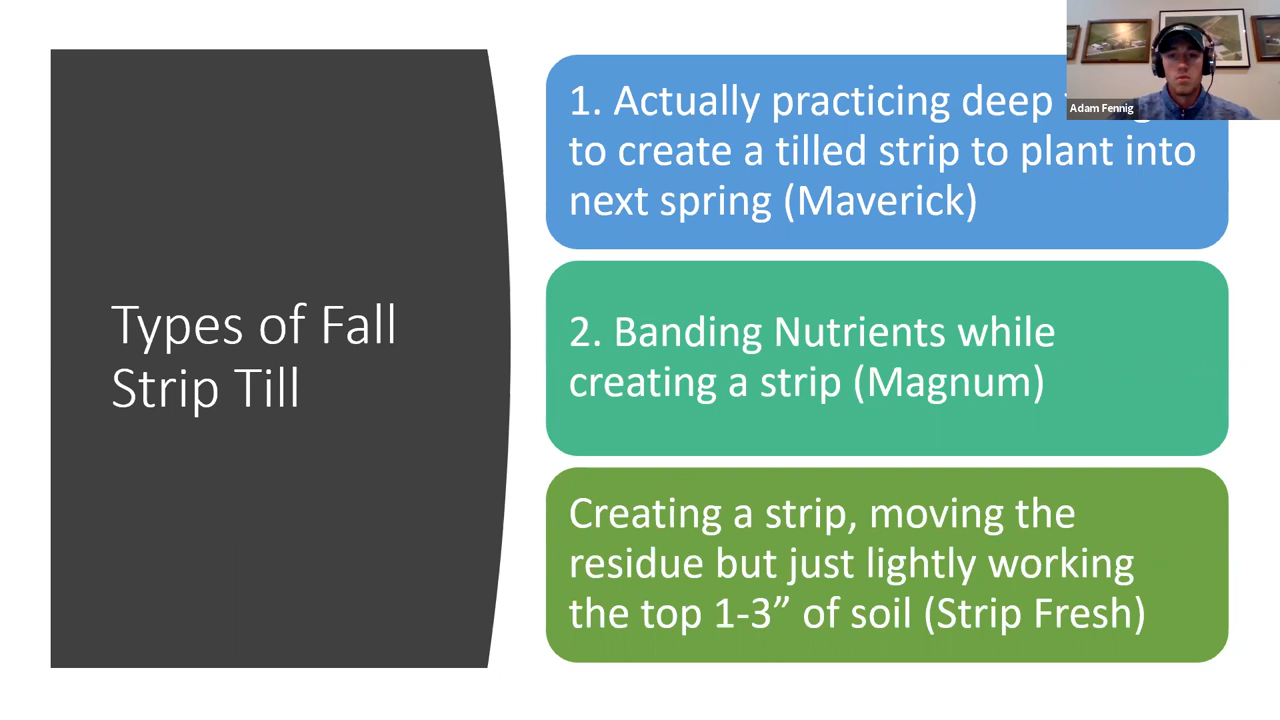 Types of Fall
Strip Till
1. Actually practicing deep
to create a tilled strip to plant into
next spring (Maverick)
2. Banding Nutrients while
creating a strip (Magnum)
Creating a strip, moving the
residue but just lightly working
the top 1-3” of soil (Strip Fresh)
Adam Fennig